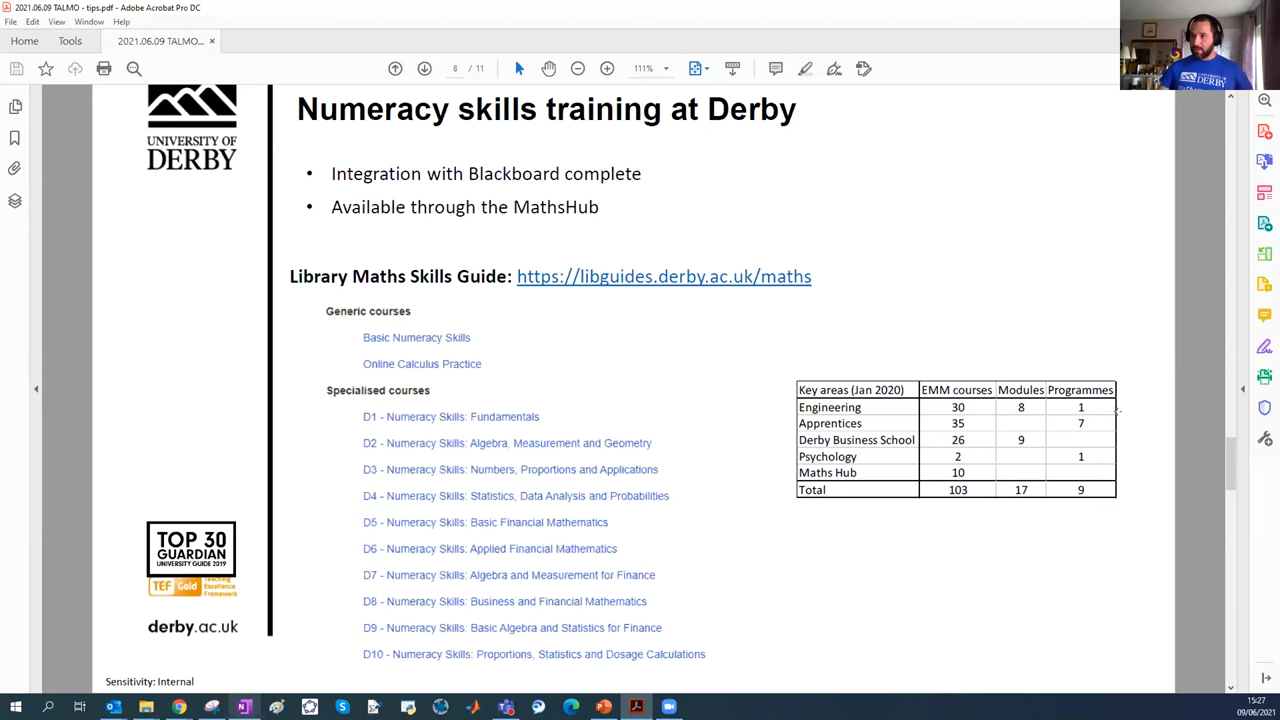 2021.06.09 TALMO - tips.pdf - Adobe Acrobat Pro DC
File Edit View Window Help
Home Tools 2021.06.09 TALMO... ×
8 / 11 111%
UNIVERSITY OF
DERBY
Numeracy skills training at Derby
• Integration with Blackboard complete
• Available through the MathsHub
Library Maths Skills Guide: https://libguides.derby.ac.uk/maths
Generic courses
Basic Numeracy Skills
Online Calculus Practice
Specialised courses
D1 - Numeracy Skills: Fundamentals
D2 - Numeracy Skills: Algebra, Measurement and Geometry
D3 - Numeracy Skills: Numbers, Proportions and Applications
D4 - Numeracy Skills: Statistics, Data Analysis and Probabilities
D5 - Numeracy Skills: Basic Financial Mathematics
D6 - Numeracy Skills: Applied Financial Mathematics
D7 - Numeracy Skills: Algebra and Measurement for Finance
D8 - Numeracy Skills: Business and Financial Mathematics
D9 - Numeracy Skills: Basic Algebra and Statistics for Finance
D10 - Numeracy Skills: Proportions, Statistics and Dosage Calculations
Key areas (Jan 2020) EMM courses Modules Programmes
Engineering 30 8 1
Apprentices 35 7
Derby Business School 26 9
Psychology 2 1
Maths Hub 10
Total 103 17 9
TOP 30
GUARDIAN
UNIVERSITY GUIDE 2019
TEF Gold Teaching
Excellence
Framework
derby.ac.uk
Sensitivity: Internal
UNIVERSITY OF
DERBY
15:27
09/06/2021